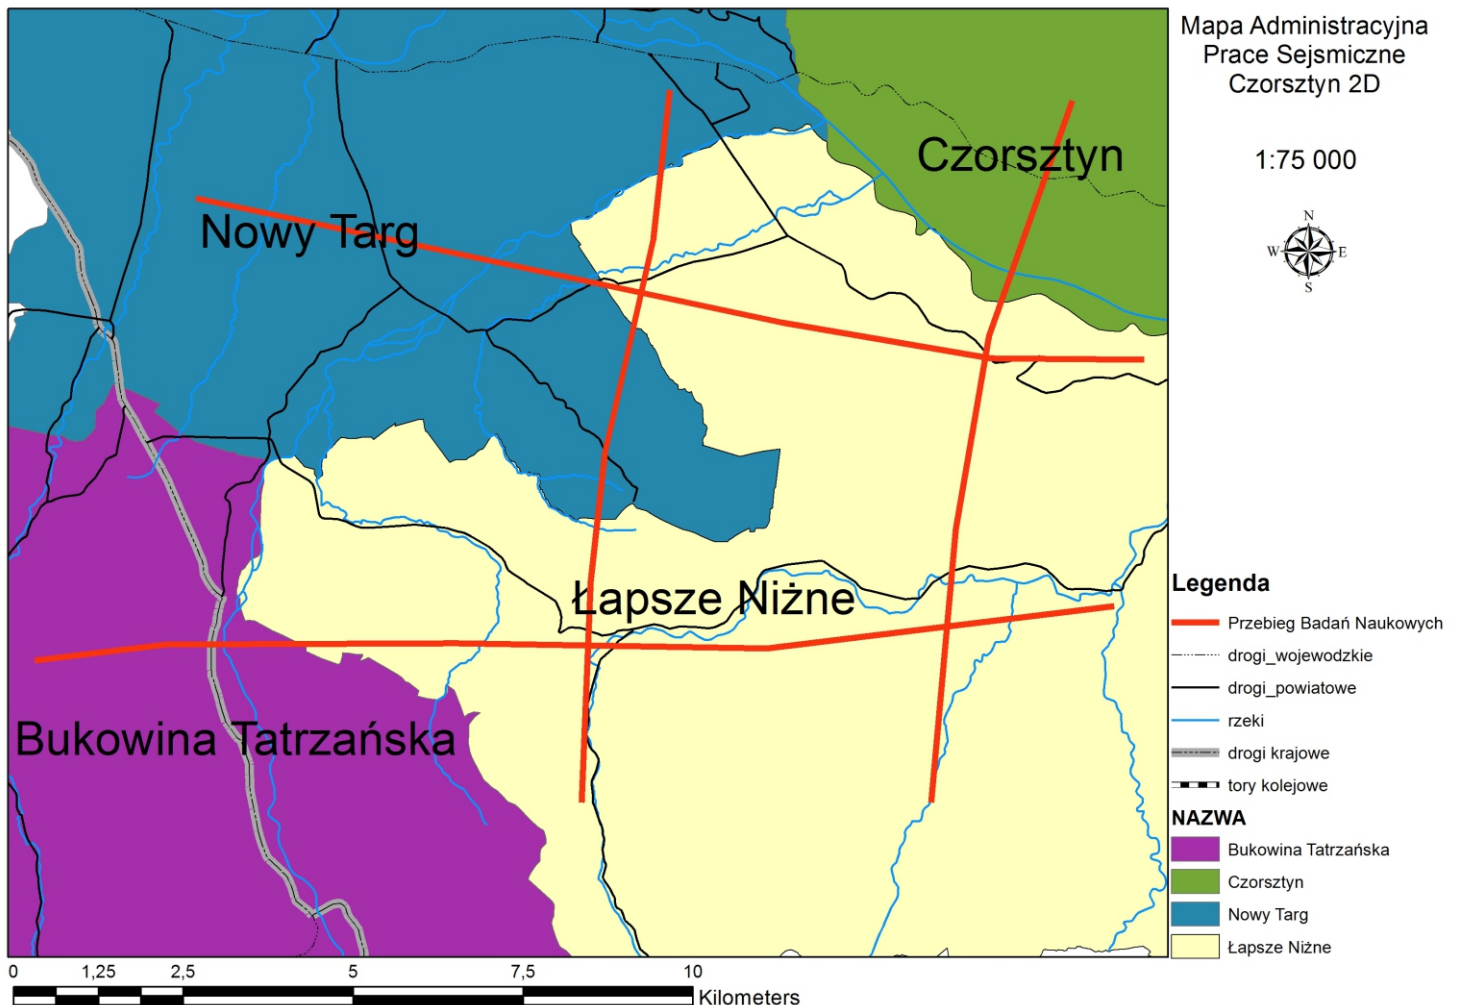 Mapa Administracyjna
Prace Sejsmiczne
Czorsztyn 2D
1:75 000
N
W E
S
Czorsztyn
Nowy Targ
Łapsze Niżne
Bukowina Tatrzańska
Legenda
Przebieg Badań Naukowych
drogi_wojewodzkie
drogi_powiatowe
rzeki
drogi krajowe
tory kolejowe
NAZWA
Bukowina Tatrzańska
Czorsztyn
Nowy Targ
Łapsze Niżne
0 1,25 2,5 5 7,5 10
Kilometers